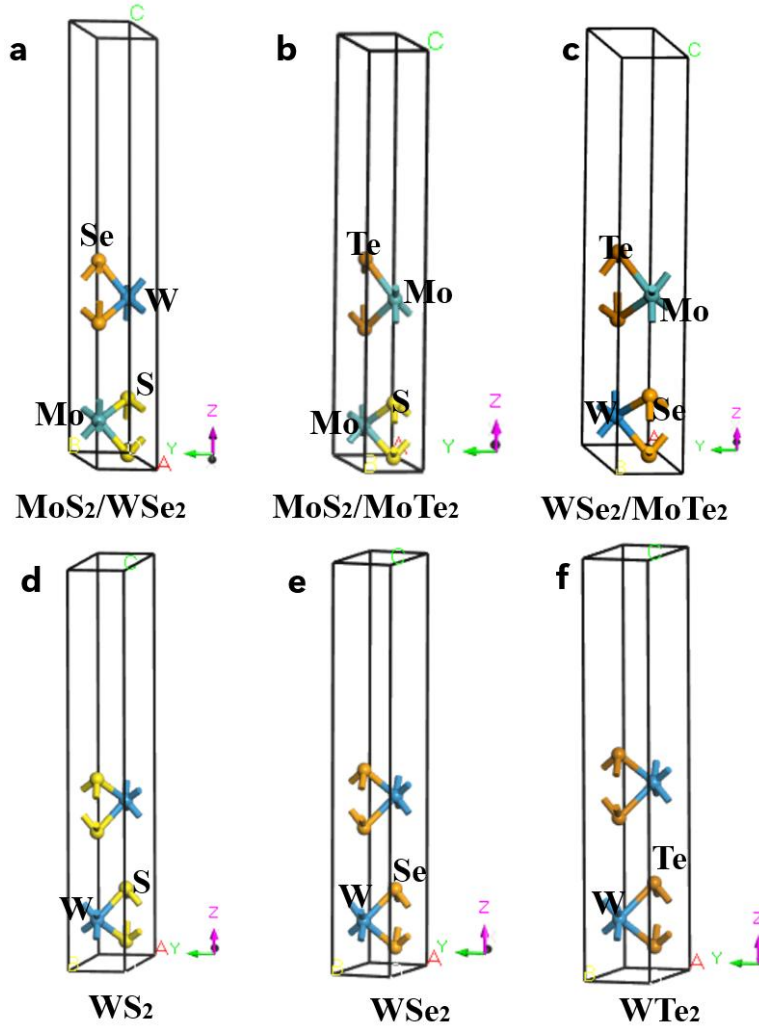 a
C
Se
W
S
Mo
Z
B
Y
A
MoS₂/WSe₂
b
C
Te
Mo
S
Mo
Z
A
Y
B
MoS₂/MoTe₂
c
C
Te
Mo
W
Se
Z
A
Y
B
WSe₂/MoTe₂
d
C
S
W
Z
Y
A
B
WS₂
e
C
Se
W
Z
Y
A
B
WSe₂
f
C
Te
W
Z
Y
A
B
WTe₂